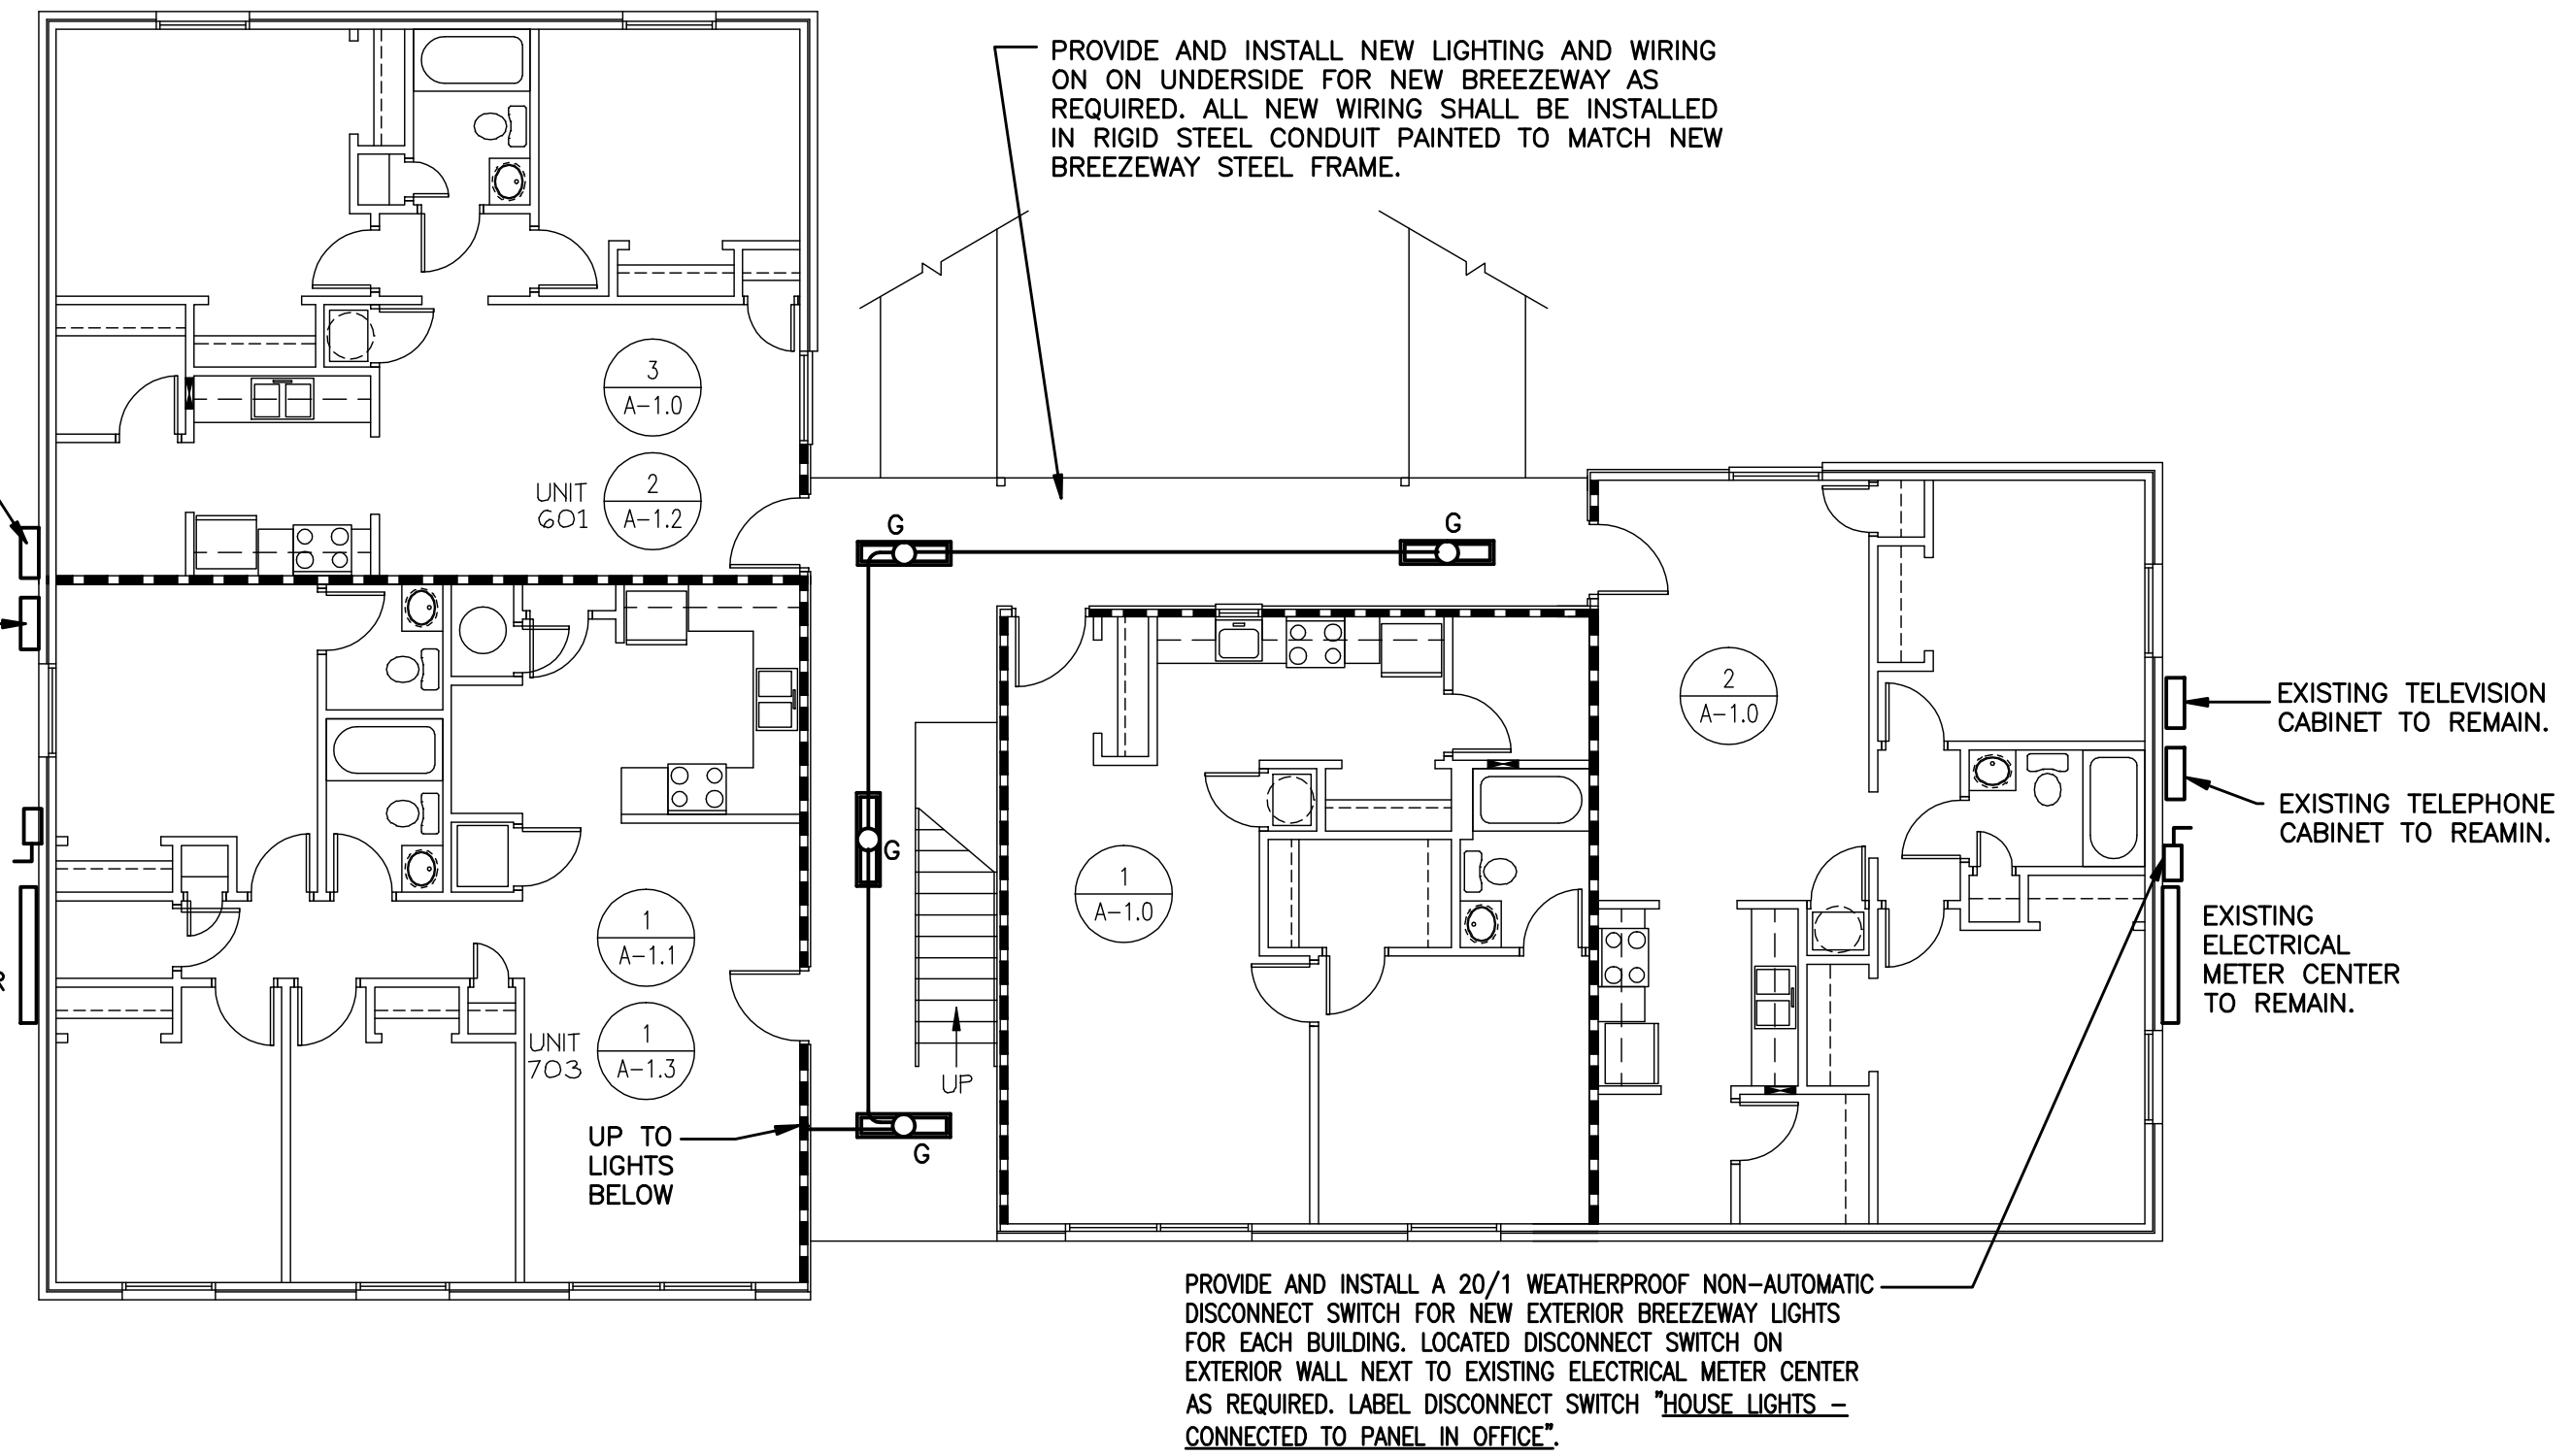 PROVIDE AND INSTALL NEW LIGHTING AND WIRING
ON ON UNDERSIDE FOR NEW BREEZEWAY AS
REQUIRED. ALL NEW WIRING SHALL BE INSTALLED
IN RIGID STEEL CONDUIT PAINTED TO MATCH NEW
BREEZEWAY STEEL FRAME.
3
A-1.0
UNIT
601
2
A-1.2
G
G
2
A-1.0
EXISTING TELEVISION
CABINET TO REMAIN.
EXISTING TELEPHONE
CABINET TO REAMIN.
G
1
A-1.0
1
A-1.1
EXISTING
ELECTRICAL
METER CENTER
TO REMAIN.
R
UNIT
703
1
A-1.3
UP
UP TO
LIGHTS
BELOW
G
PROVIDE AND INSTALL A 20/1 WEATHERPROOF NON-AUTOMATIC
DISCONNECT SWITCH FOR NEW EXTERIOR BREEZEWAY LIGHTS
FOR EACH BUILDING. LOCATED DISCONNECT SWITCH ON
EXTERIOR WALL NEXT TO EXISTING ELECTRICAL METER CENTER
AS REQUIRED. LABEL DISCONNECT SWITCH "HOUSE LIGHTS -
CONNECTED TO PANEL IN OFFICE".